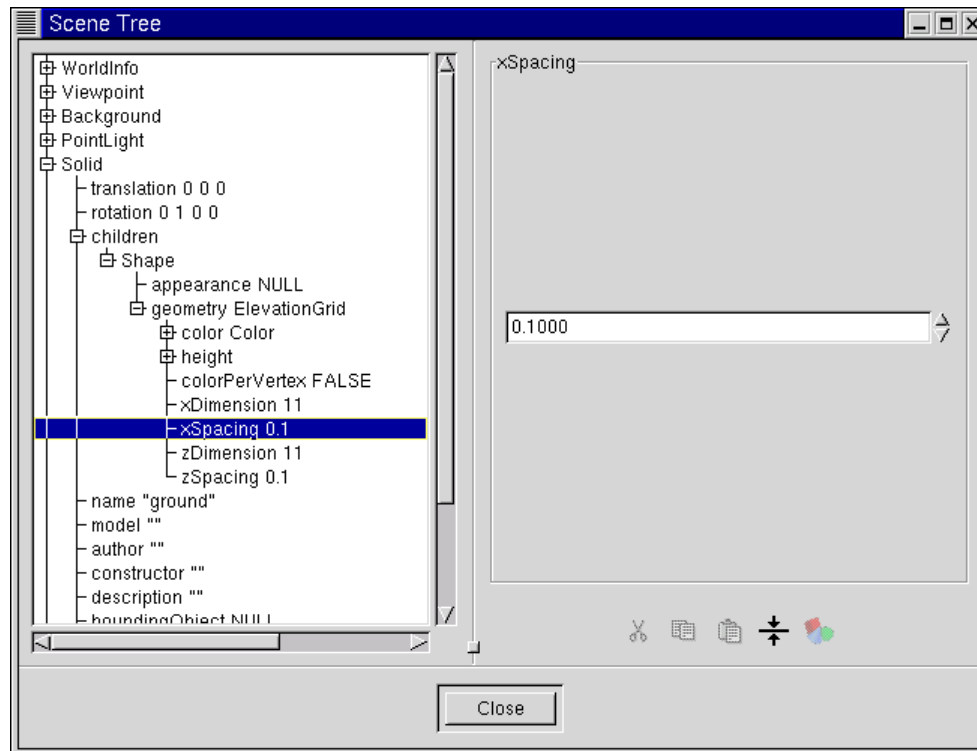 Scene Tree
WorldInfo
Viewpoint
Background
PointLight
Solid
translation 0 0 0
rotation 0 1 0 0
children
Shape
appearance NULL
geometry ElevationGrid
color Color
height
colorPerVertex FALSE
xDimension 11
xSpacing 0.1
zDimension 11
zSpacing 0.1
name "ground"
model ""
author ""
constructor ""
description ""
boundingObject NULL
xSpacing
0.1000
Close